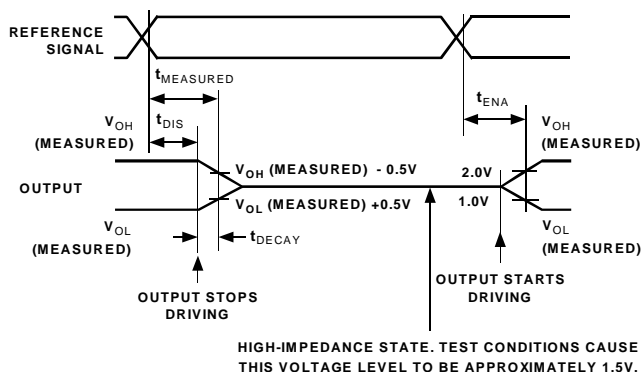 REFERENCE
SIGNAL
tMEASURED
tENA
VOH
(MEASURED)
tDIS
VOH
(MEASURED)
VOH (MEASURED) - 0.5V
2.0V
OUTPUT
VOL (MEASURED) +0.5V
1.0V
VOL
(MEASURED)
tDECAY
VOL
(MEASURED)
OUTPUT STOPS
DRIVING
OUTPUT STARTS
DRIVING
HIGH-IMPEDANCE STATE. TEST CONDITIONS CAUSE
THIS VOLTAGE LEVEL TO BE APPROXIMATELY 1.5V.